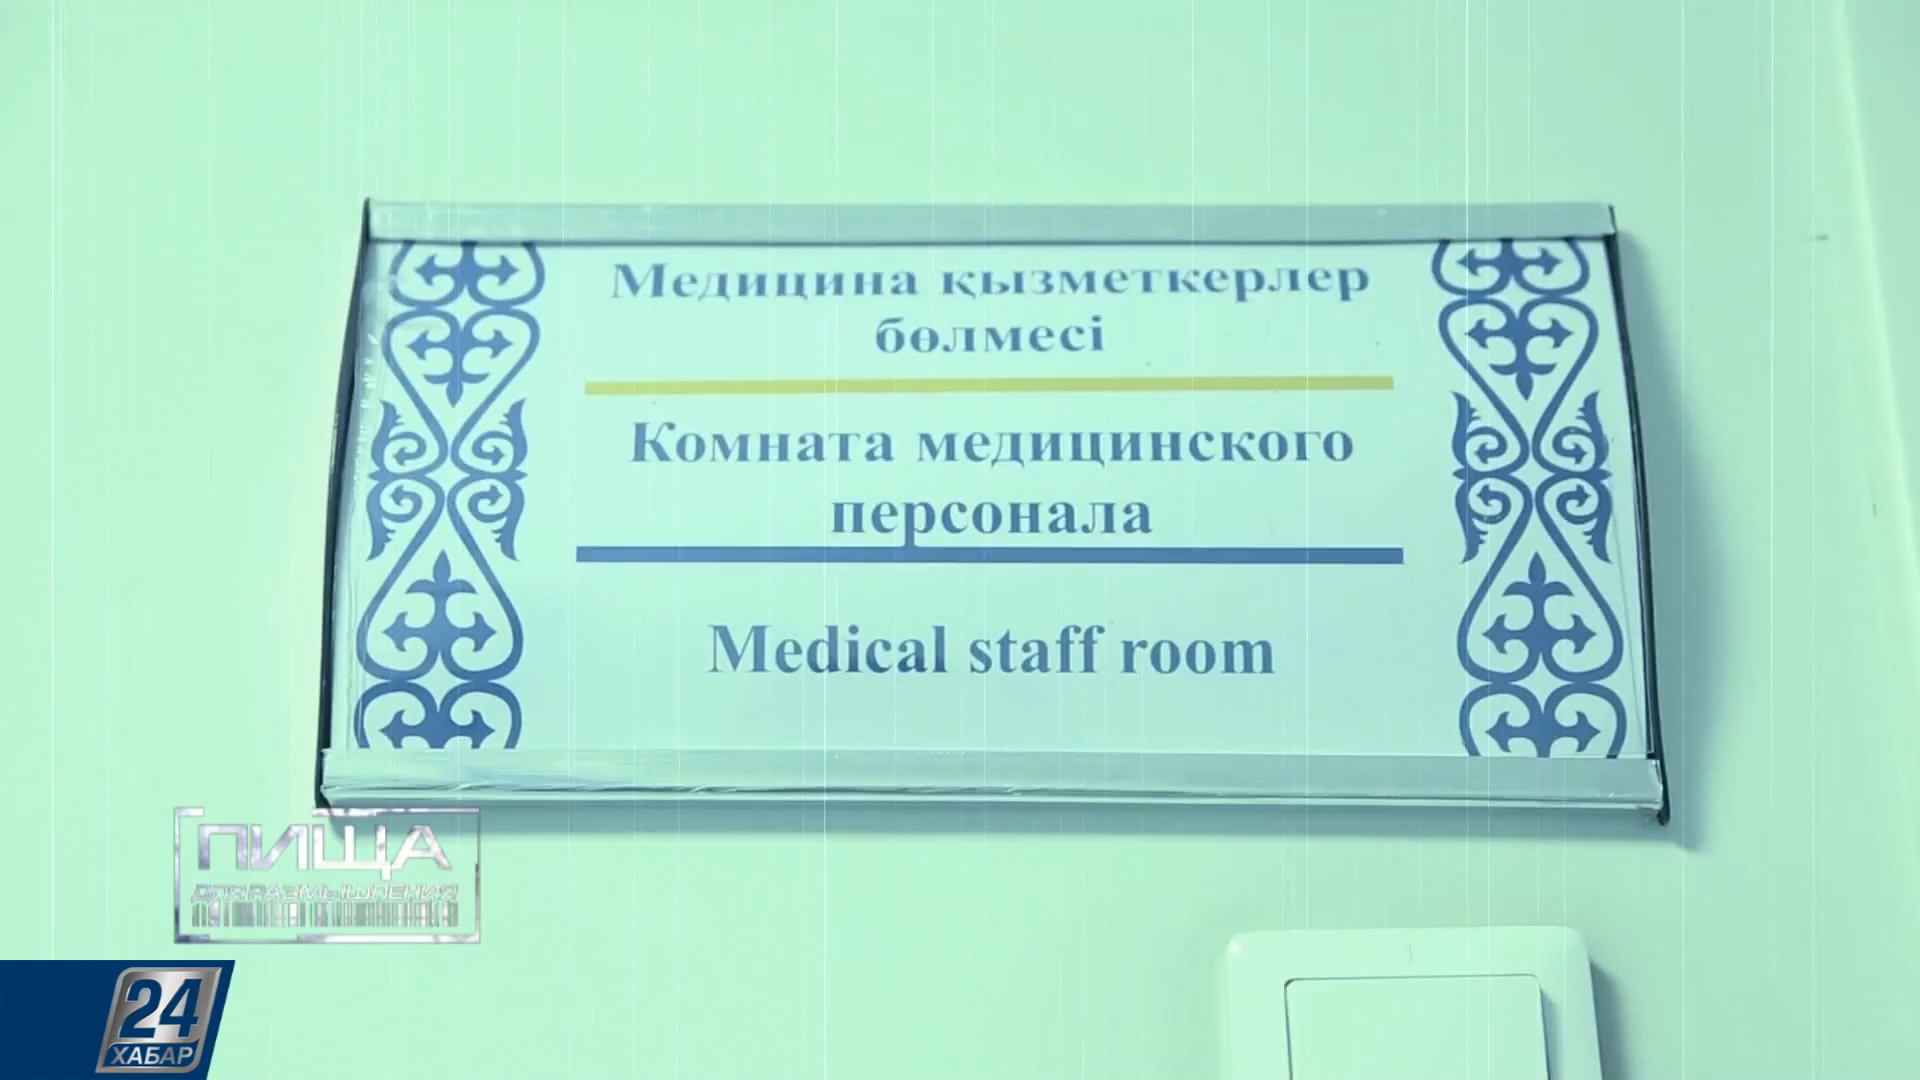 Медицина қызметкерлер
бөлмесі
Комната медицинского
персонала
Medical staff room
ПИЩА
ДЛЯ РАЗМЫШЛЕНИЯ
24
ХАБАР